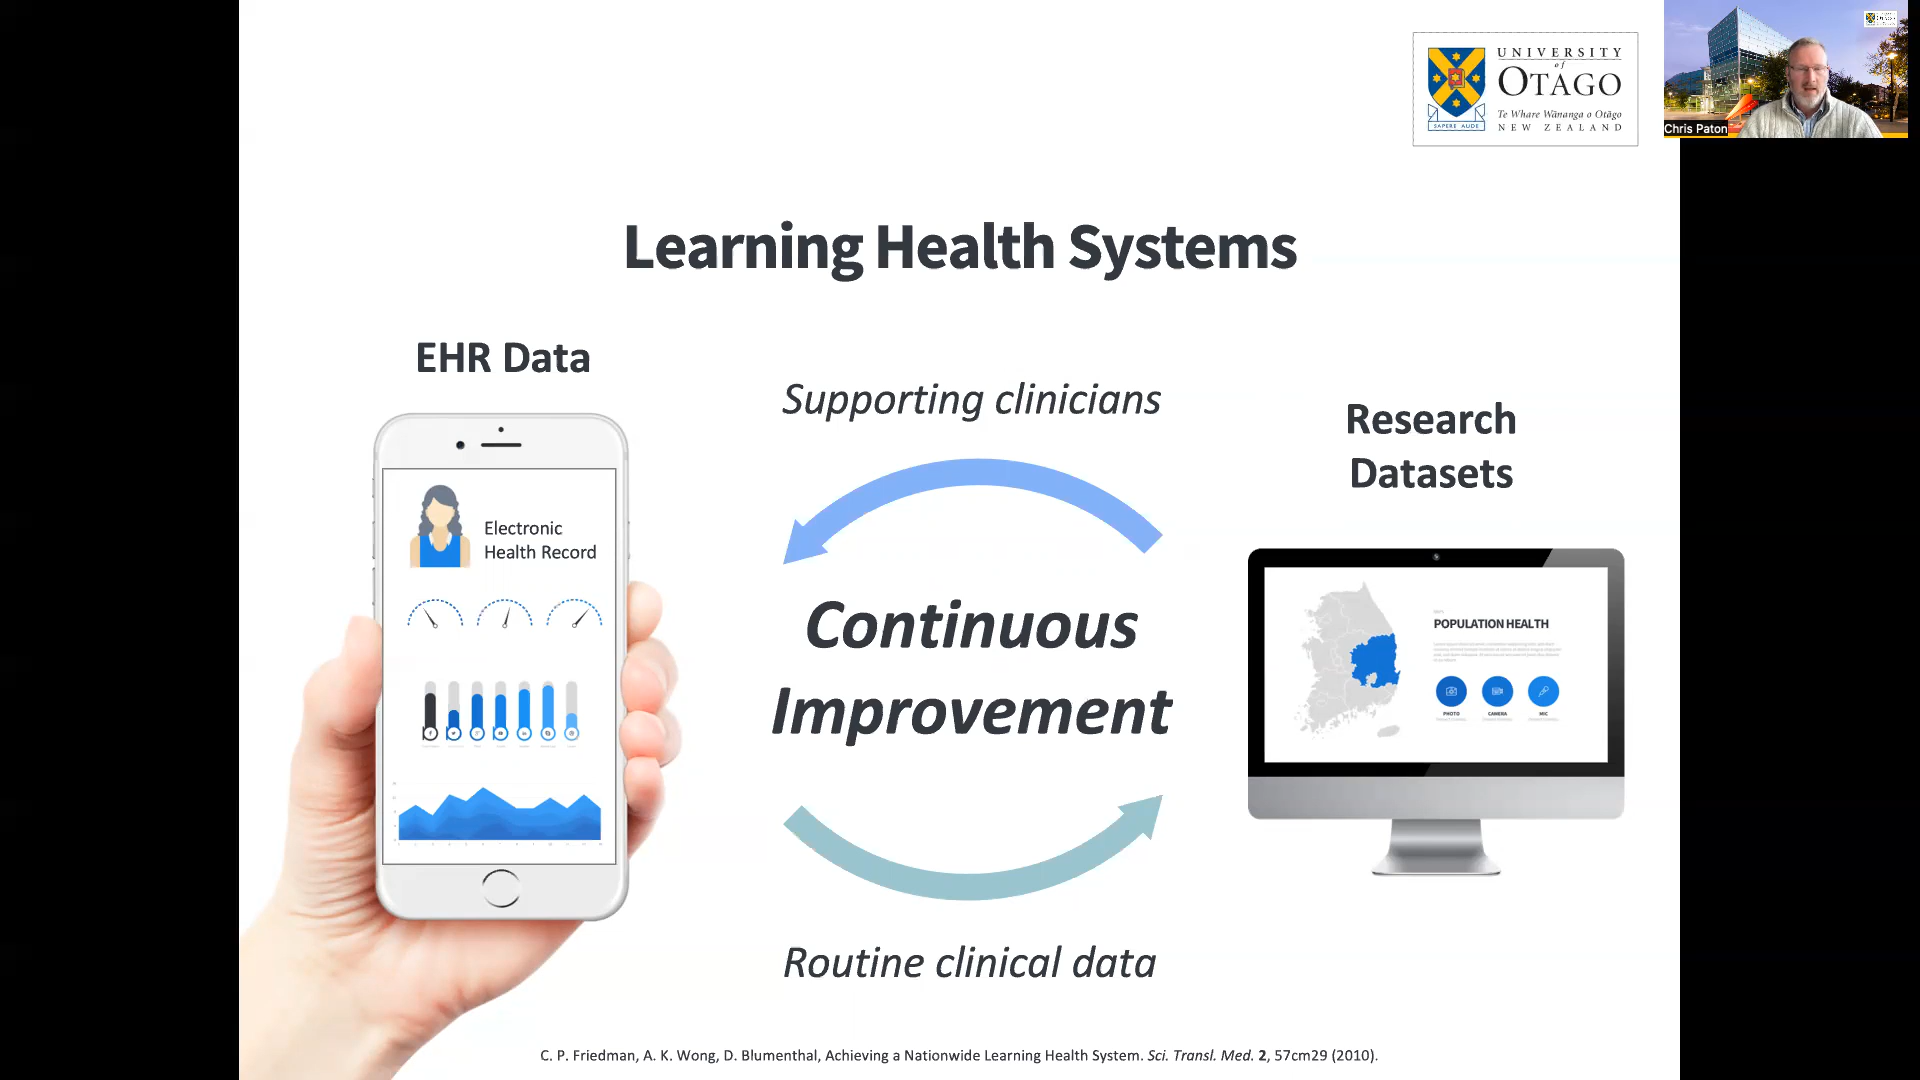 UNIVERSITY
of
OTAGO
Te Whare Wānanga o Otāgo
NEW ZEALAND
SAPERE AUDE
Chris Paton
Learning Health Systems
EHR Data
Supporting clinicians
Research
Datasets
Electronic
Health Record
Continuous
Improvement
POPULATION HEALTH
PHOTO
CAMERA
MIC
Routine clinical data
C. P. Friedman, A. K. Wong, D. Blumenthal, Achieving a Nationwide Learning Health System. Sci. Transl. Med. 2, 57cm29 (2010).